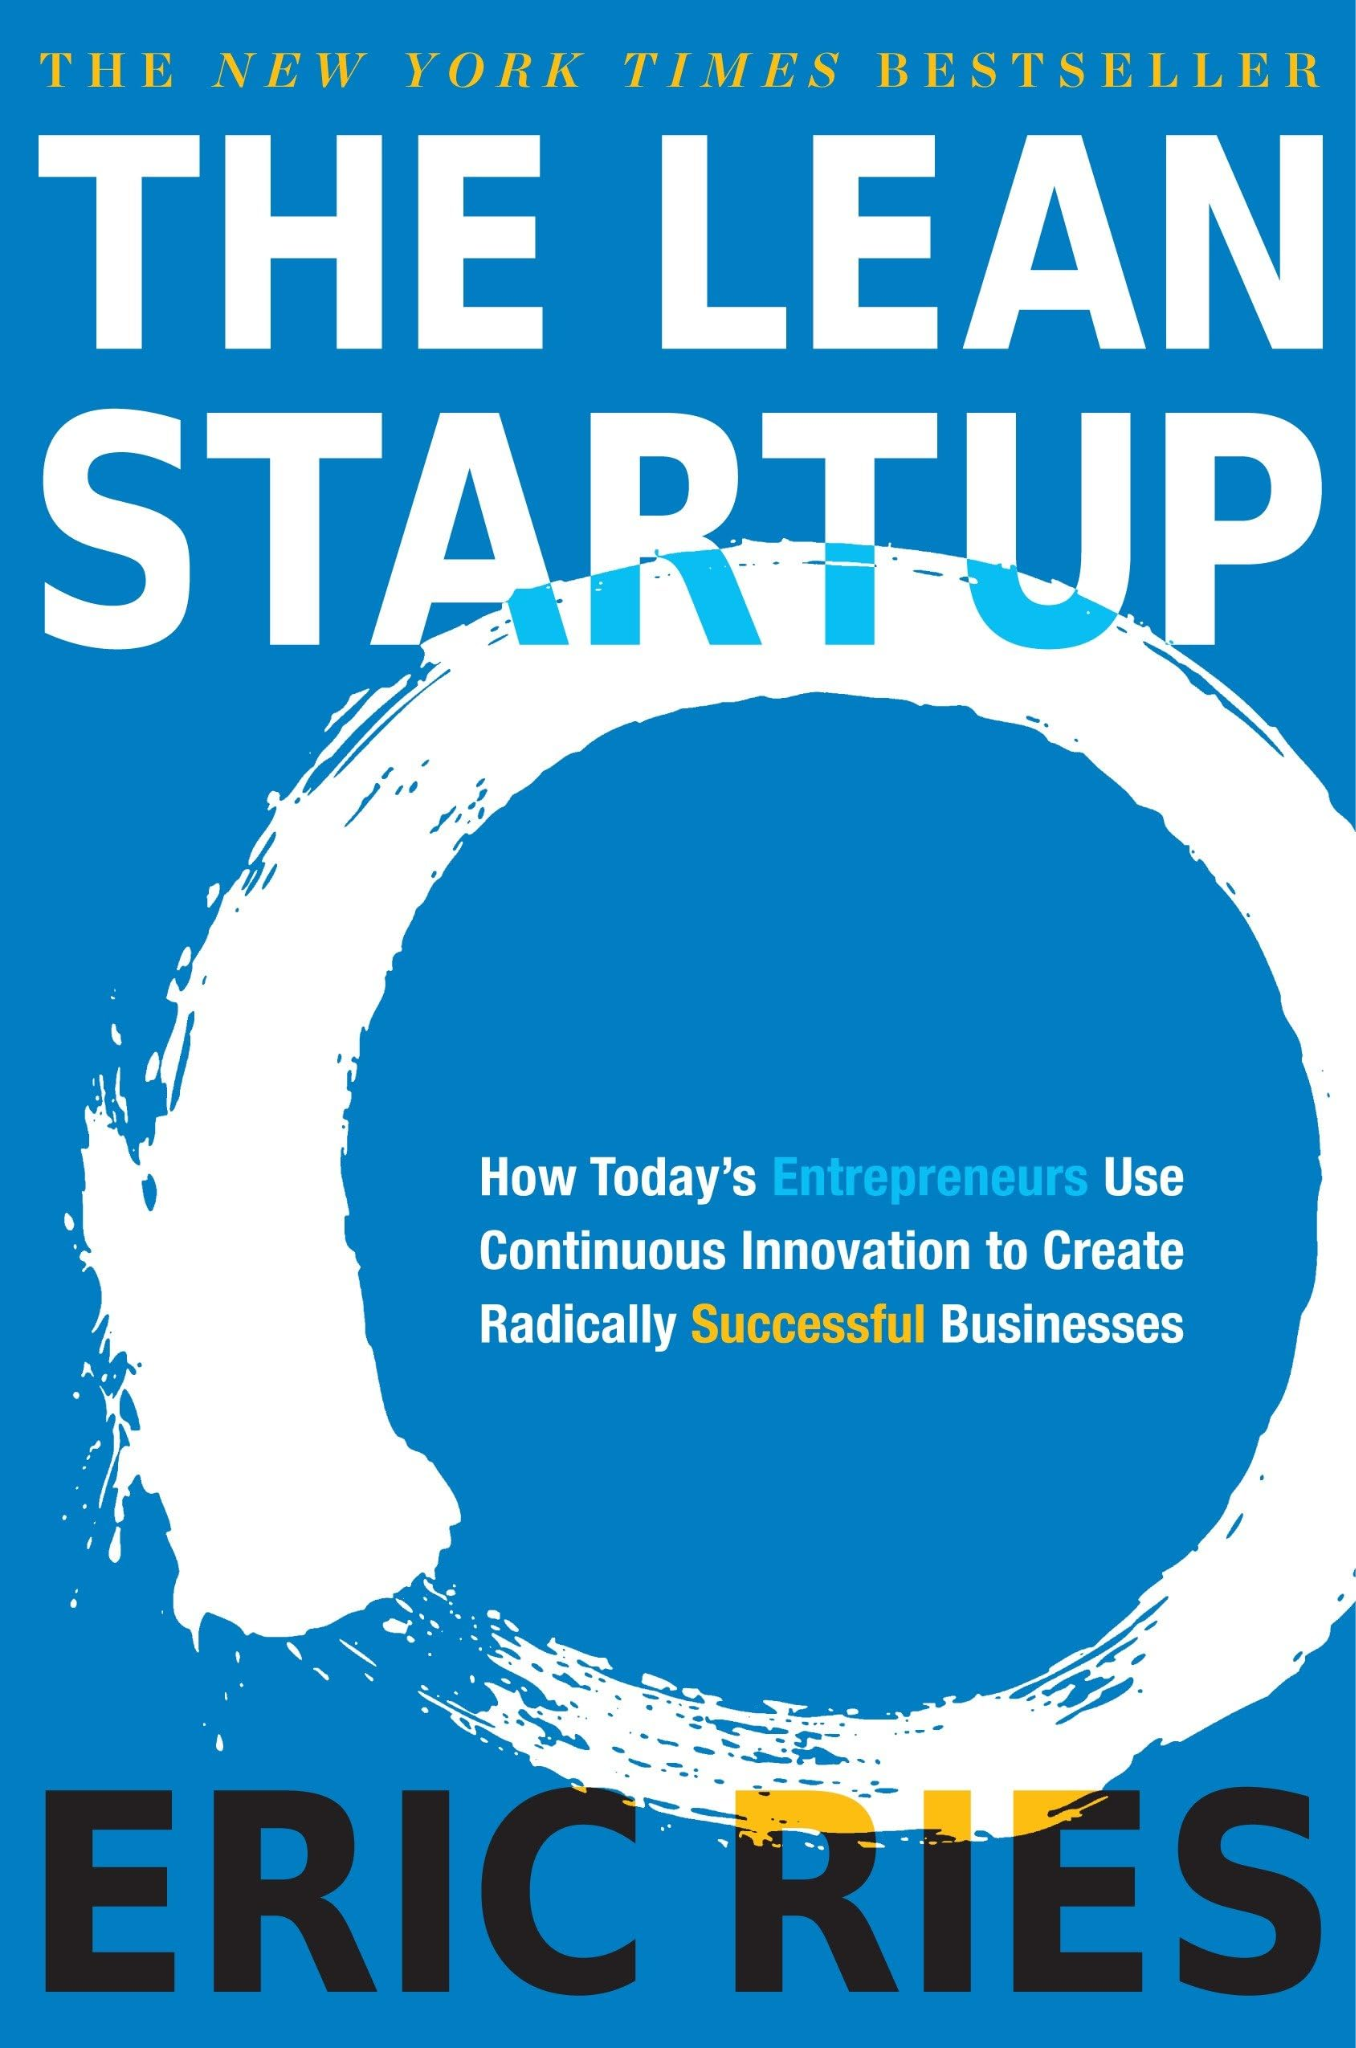 THE NEW YORK TIMES BESTSELLER
THE LEAN
STARTUP
How Today’s Entrepreneurs Use
Continuous Innovation to Create
Radically Successful Businesses
ERIC RIES